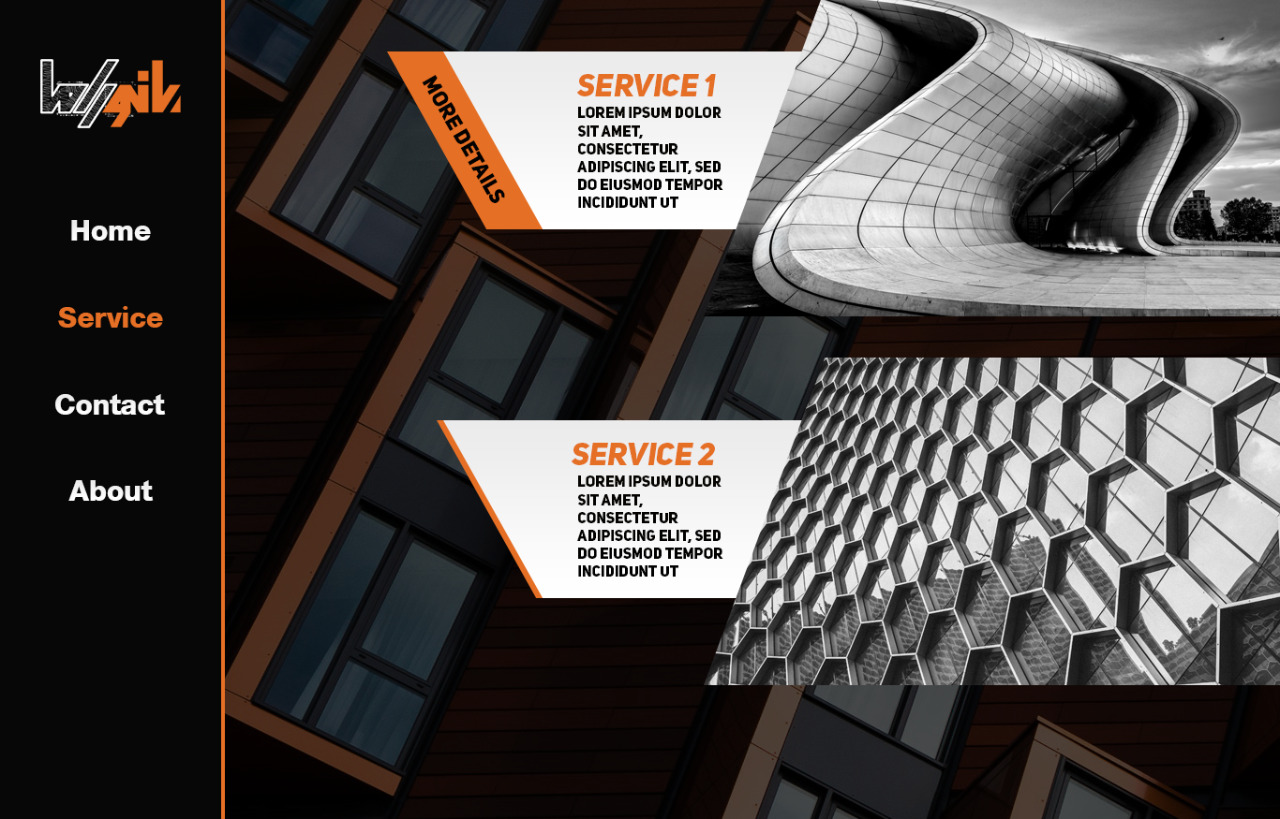 Home
Service
Contact
About
MORE DETAILS
SERVICE 1
LOREM IPSUM DOLOR
SIT AMET,
CONSECTETUR
ADIPISCING ELIT, SED
DO EIUSMOD TEMPOR
INCIDIDUNT UT
SERVICE 2
LOREM IPSUM DOLOR
SIT AMET,
CONSECTETUR
ADIPISCING ELIT, SED
DO EIUSMOD TEMPOR
INCIDIDUNT UT